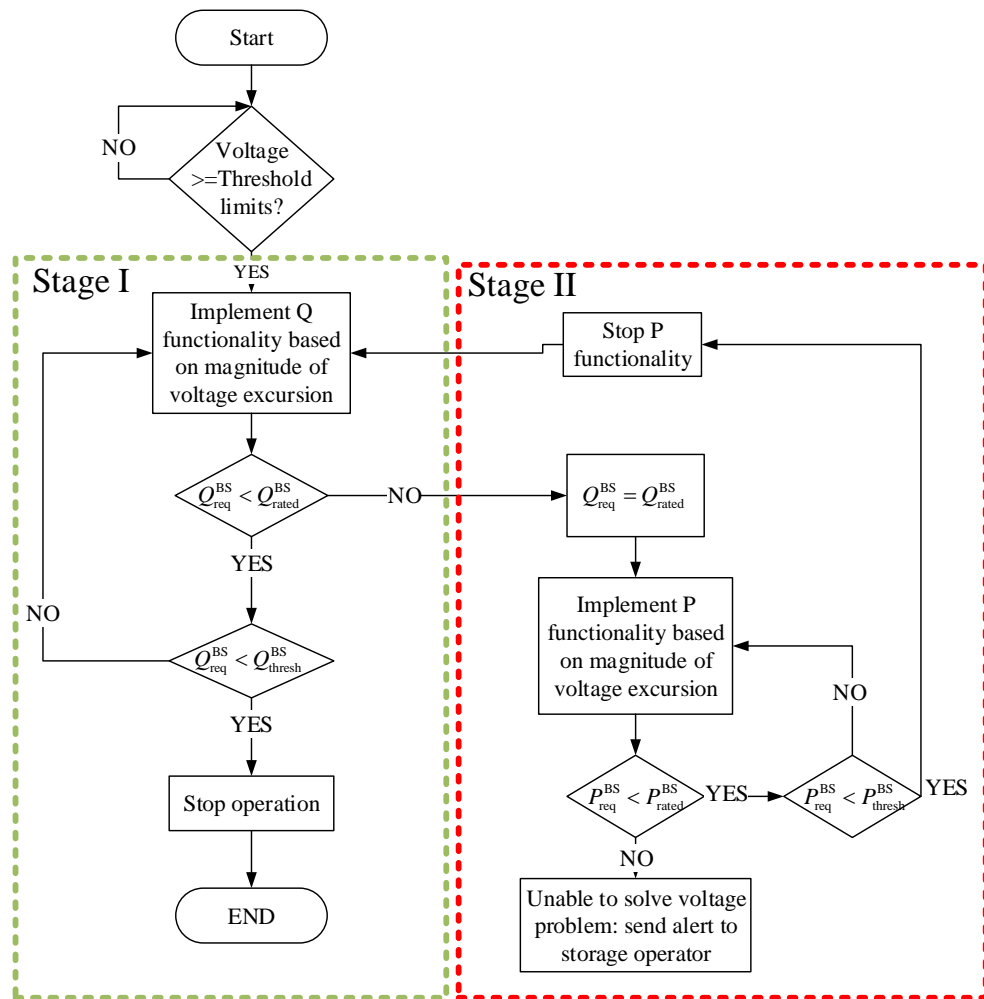 Start
NO
Voltage
>=Threshold
limits?
YES
Stage I
Implement Q
functionality based
on magnitude of
voltage excursion
Q_req^BS < Q_rated^BS
NO
YES
NO
Q_req^BS < Q_thresh^BS
YES
Stop operation
END
Stage II
Stop P
functionality
Q_req^BS = Q_rated^BS
Implement P
functionality based
on magnitude of
voltage excursion
NO
P_req^BS < P_rated^BS
YES
P_req^BS < P_thresh^BS
YES
NO
Unable to solve voltage
problem: send alert to
storage operator